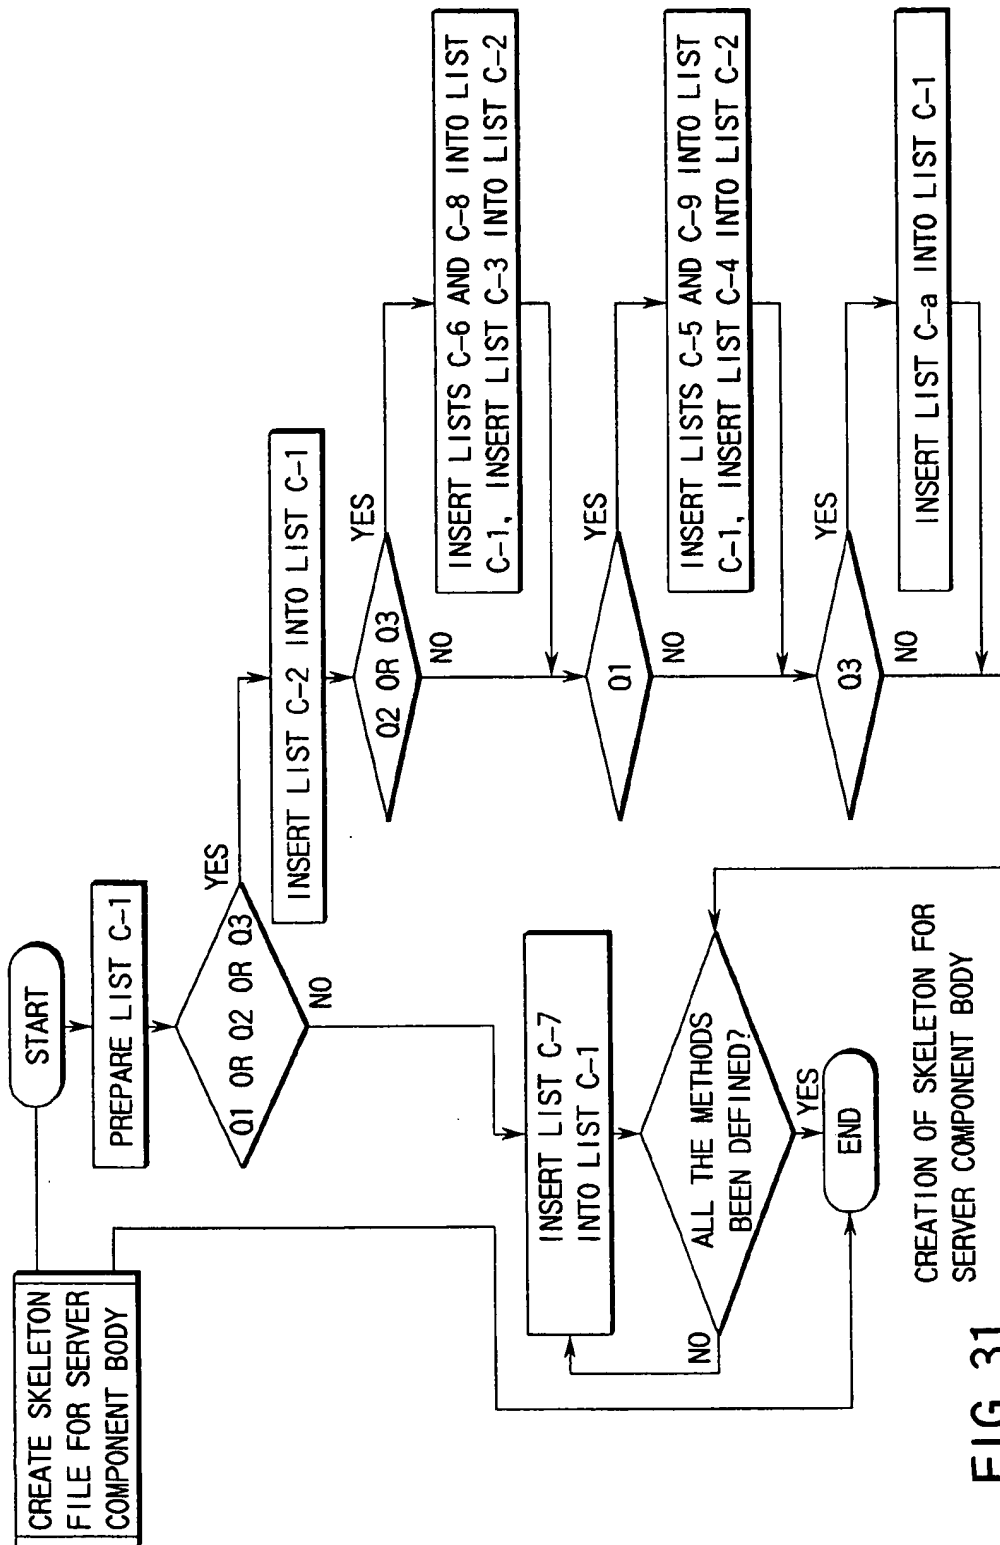 CREATE SKELETON
FILE FOR SERVER
COMPONENT BODY
START
PREPARE LIST C-1
Q1 OR Q2 OR Q3
YES
NO
INSERT LIST C-2 INTO LIST C-1
Q2 OR Q3
YES
NO
INSERT LISTS C-6 AND C-8 INTO LIST
C-1, INSERT LIST C-3 INTO LIST C-2
Q1
YES
NO
INSERT LISTS C-5 AND C-9 INTO LIST
C-1, INSERT LIST C-4 INTO LIST C-2
Q3
YES
NO
INSERT LIST C-a INTO LIST C-1
INSERT LIST C-7
INTO LIST C-1
ALL THE METHODS
BEEN DEFINED?
NO
YES
END
CREATION OF SKELETON FOR
SERVER COMPONENT BODY
FIG. 31